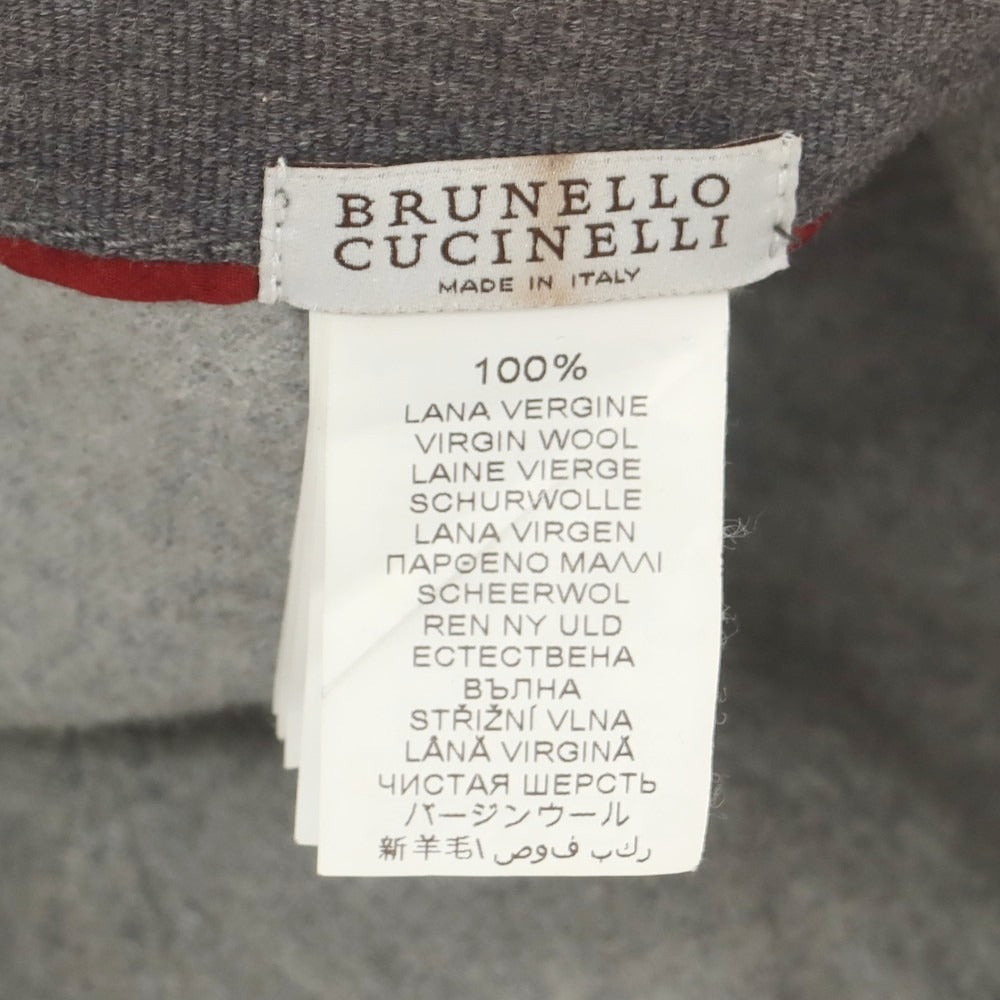 BRUNELLO
CUCINELLI
MADE IN ITALY
100%
LANA VERGINE
VIRGIN WOOL
LAINE VIERGE
SCHURWOLLE
LANA VIRGEN
ΠΑΡΘΕΝΟ ΜΑΛΛΙ
SCHEERWOL
REN NY ULD
ЕСТЕСТВЕНА
ВЪЛНА
STŘIŽNÍ VLNA
LÂNĂ VIRGINĂ
ЧИСТАЯ ШЕРСТЬ
バージンウール
新羊毛\ ركب فوص